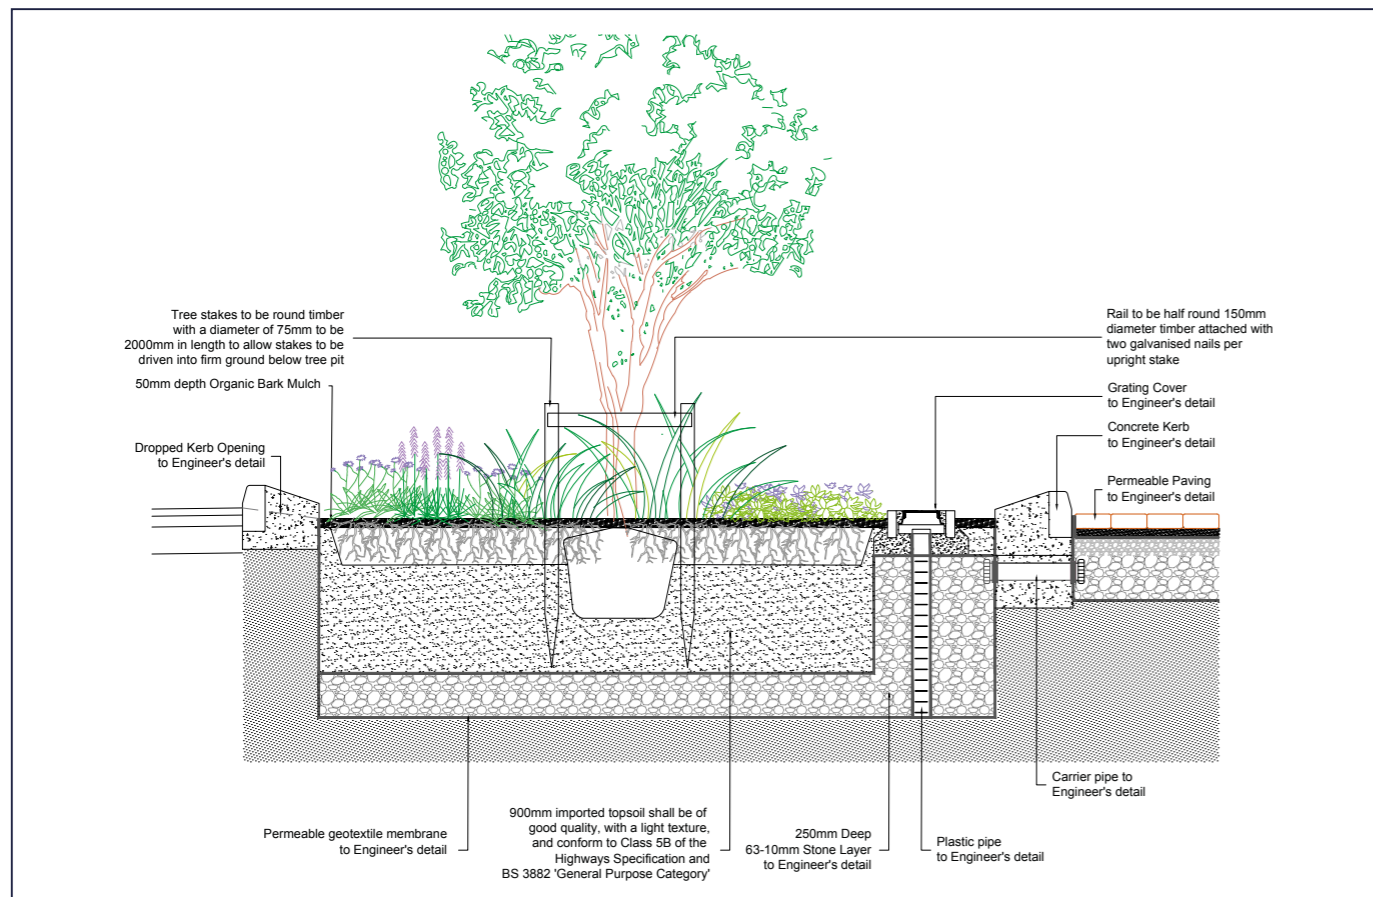 Tree stakes to be round timber
with a diameter of 75mm to be
2000mm in length to allow stakes to be
driven into firm ground below tree pit
50mm depth Organic Bark Mulch
Dropped Kerb Opening
to Engineer's detail
Rail to be half round 150mm
diameter timber attached with
two galvanised nails per
upright stake
Grating Cover
to Engineer's detail
Concrete Kerb
to Engineer's detail
Permeable Paving
to Engineer's detail
Permeable geotextile membrane
to Engineer's detail
900mm imported topsoil shall be of
good quality, with a light texture,
and conform to Class 5B of the
Highways Specification and
BS 3882 'General Purpose Category'
250mm Deep
63-10mm Stone Layer
to Engineer's detail
Plastic pipe
to Engineer's detail
Carrier pipe to
Engineer's detail